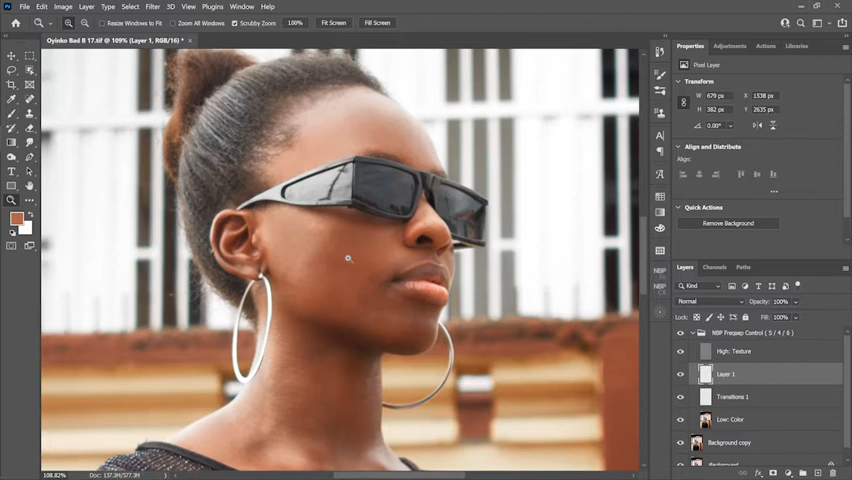 File Edit Image Layer Type Select Filter 3D View Plugins Window Help
Resize Windows to Fit Zoom All Windows Scrubby Zoom 100% Fit Screen Fill Screen
Oyinko Bad B 17.tif @ 109% (Layer 1, RGB/16) * ×
Properties Adjustments Actions Libraries
Pixel Layer
Transform
W 679 px X 1538 px
H 382 px Y 2635 px
0.00°
Align and Distribute
Align:
Quick Actions
Remove Background
Layers Channels Paths
Kind
Normal Opacity: 100%
Lock: Fill: 100%
NBP Freqsep Control ( 5 / 4 / 6 )
High: Texture
Layer 1
Transitions 1
Low: Color
Background copy
Background
108.82% Doc: 137.3M/577.3M